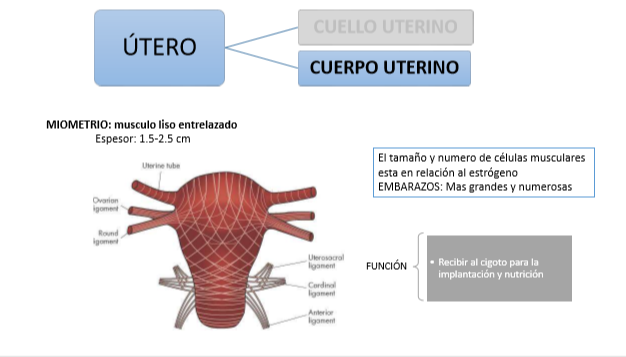 ÚTERO
CUELLO UTERINO
CUERPO UTERINO
MIOMETRIO: musculo liso entrelazado
Espesor: 1.5-2.5 cm
Uterine tube
Ovarian
ligament
Round
ligament
Uterosacral
ligament
Cardinal
ligament
Anterior
ligament
El tamaño y numero de células musculares
esta en relación al estrógeno
EMBARAZOS: Mas grandes y numerosas
FUNCIÓN
• Recibir al cigoto para la
implantación y nutrición